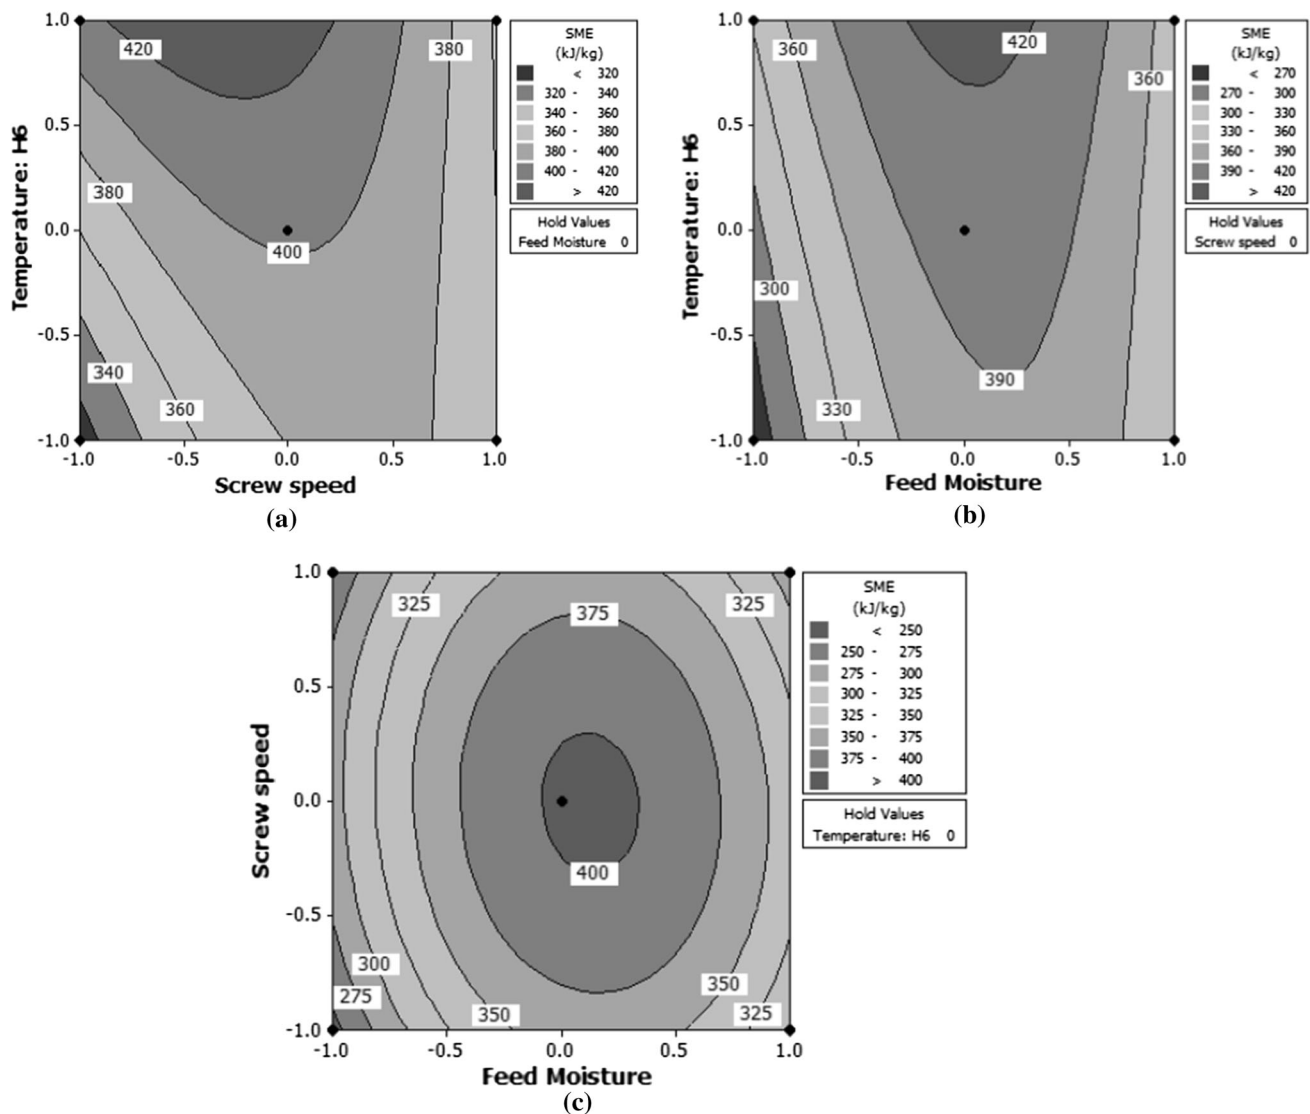 1.0
0.5
0.0
-0.5
-1.0
Temperature: H6
420
380
380
400
340
360
-1.0 -0.5 0.0 0.5 1.0
Screw speed
(a)
SME
(kJ/kg)
< 320
320 - 340
340 - 360
360 - 380
380 - 400
400 - 420
> 420
Hold Values
Feed Moisture 0
1.0
0.5
0.0
-0.5
-1.0
Temperature: H6
360
420
360
300
390
330
-1.0 -0.5 0.0 0.5 1.0
Feed Moisture
(b)
SME
(kJ/kg)
< 270
270 - 300
300 - 330
330 - 360
360 - 390
390 - 420
> 420
Hold Values
Screw speed 0
1.0
0.5
0.0
-0.5
-1.0
Screw speed
325
375
325
400
300
275
350
350
325
-1.0 -0.5 0.0 0.5 1.0
Feed Moisture
(c)
SME
(kJ/kg)
< 250
250 - 275
275 - 300
300 - 325
325 - 350
350 - 375
375 - 400
> 400
Hold Values
Temperature: H6 0